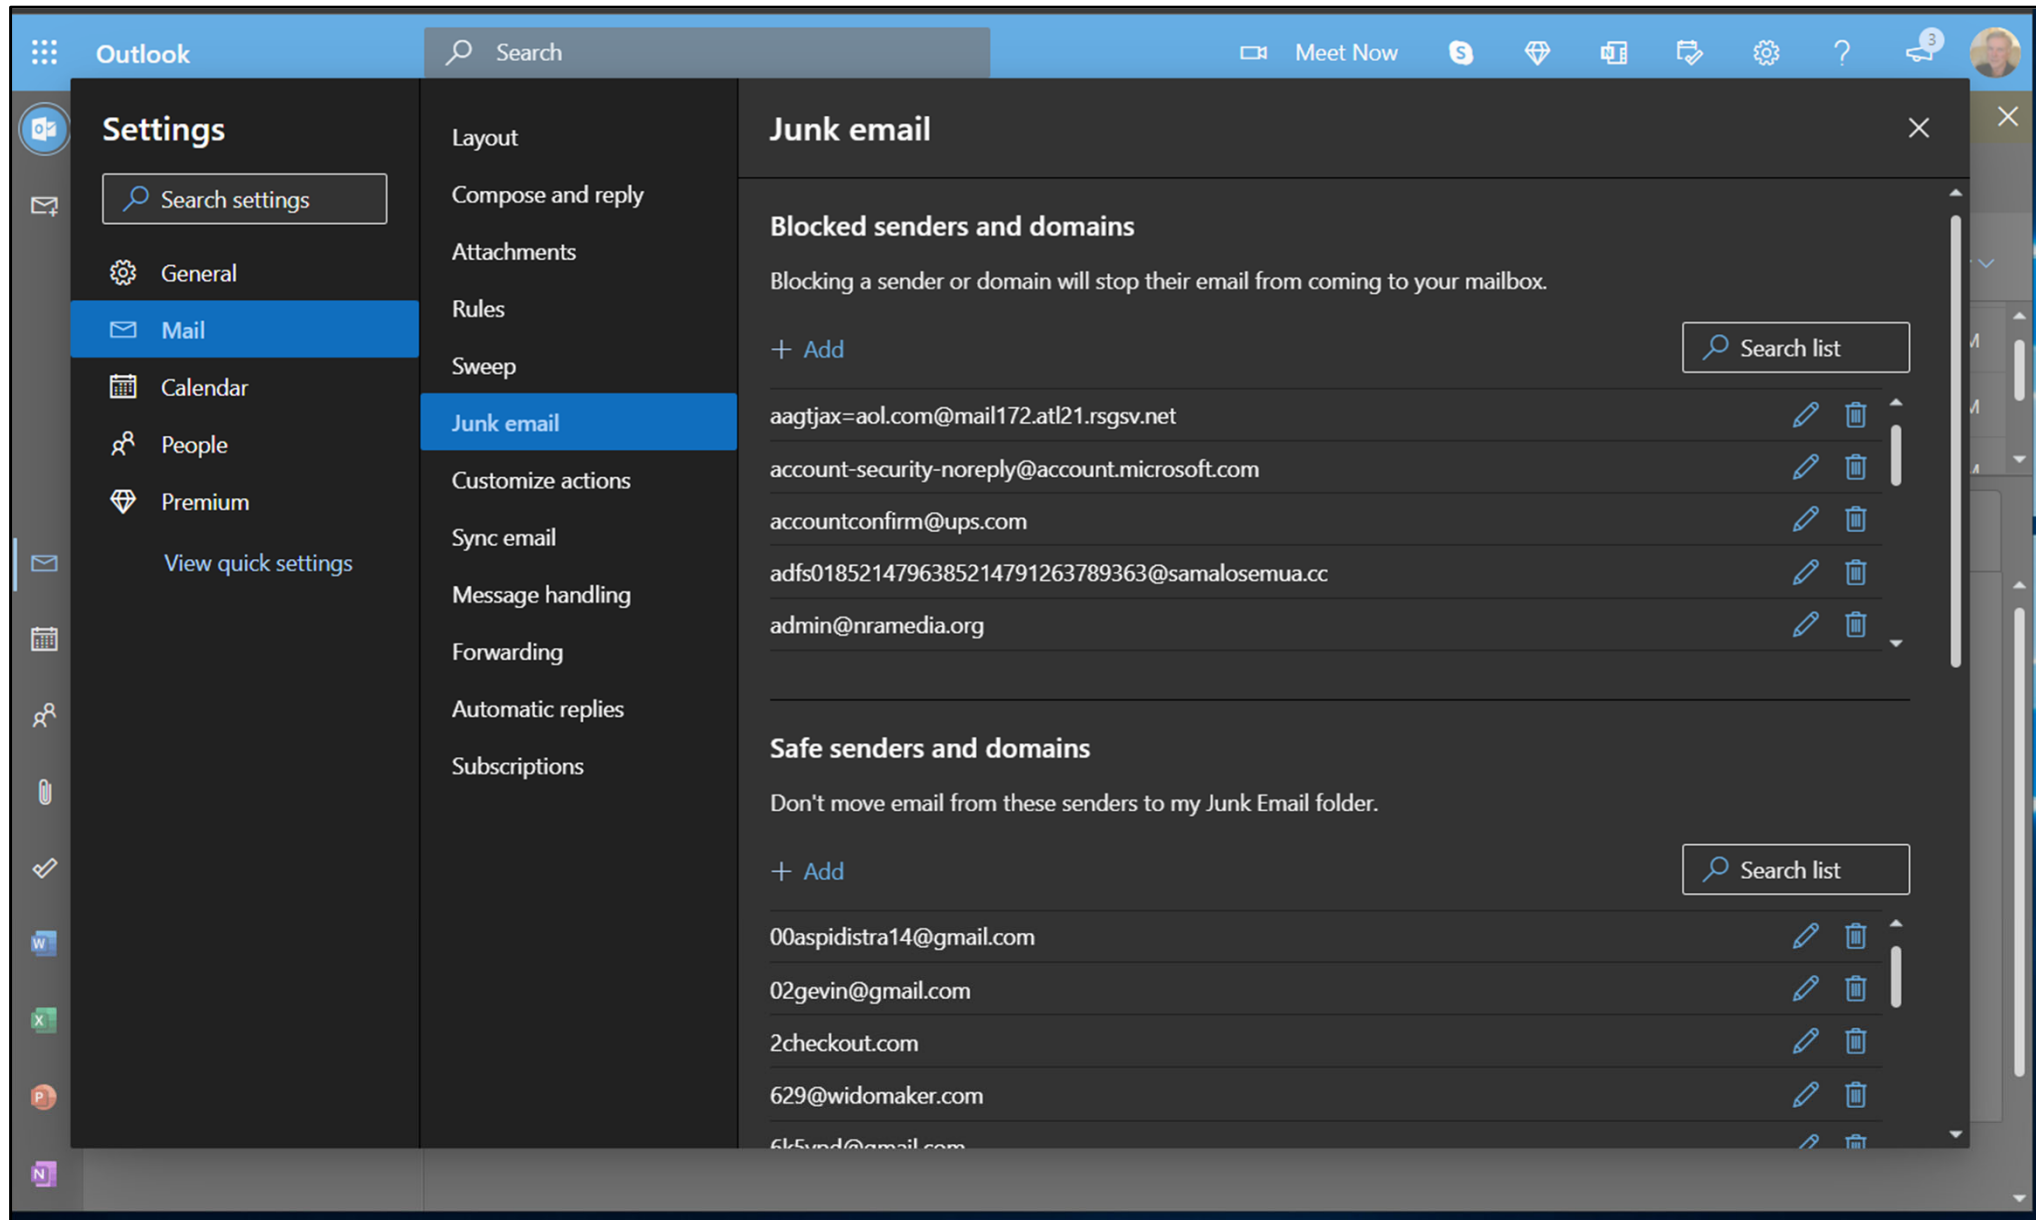 Outlook
Search
Meet Now
3
Settings
Search settings
General
Mail
Calendar
People
Premium
View quick settings
Layout
Compose and reply
Attachments
Rules
Sweep
Junk email
Customize actions
Sync email
Message handling
Forwarding
Automatic replies
Subscriptions
Junk email
Blocked senders and domains
Blocking a sender or domain will stop their email from coming to your mailbox.
Add
Search list
aagtjax=aol.com@mail172.atl21.rsgsv.net
account-security-noreply@account.microsoft.com
accountconfirm@ups.com
adfs0185214796385214791263789363@samalosemua.cc
admin@nramedia.org
Safe senders and domains
Don't move email from these senders to my Junk Email folder.
Add
Search list
00aspidistra14@gmail.com
02gevin@gmail.com
2checkout.com
629@widomaker.com